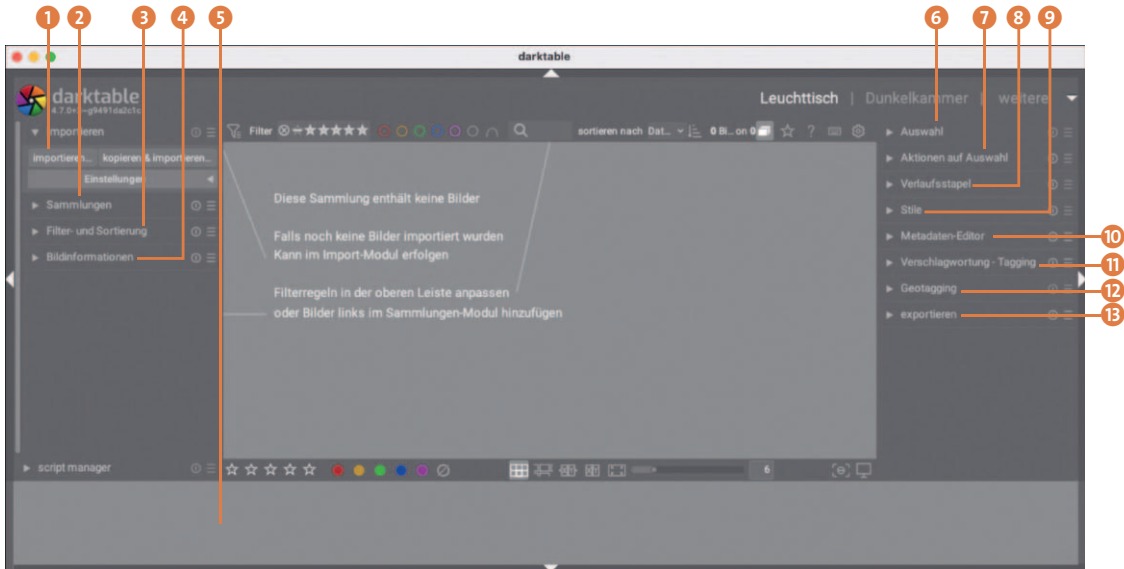 1 2 3 4 5 6 7 8 9
darktable
darktable
Leuchttisch | Dunkelkammer | weitere
importieren
Filter
sortieren nach Dat...
0 Bi... on 0
?
Auswahl
importieren... kopieren & importieren...
Aktionen auf Auswahl
Einstellungen
Verlaufsstapel
Sammlungen
Diese Sammlung enthält keine Bilder
Stile
Filter- und Sortierung
Falls noch keine Bilder importiert wurden
Metadaten-Editor 10
Bildinformationen
Kann im Import-Modul erfolgen
Verschlagwortung - Tagging 11
Filterregeln in der oberen Leiste anpassen
Geotagging 12
oder Bilder links im Sammlungen-Modul hinzufügen
exportieren 13
script manager
6